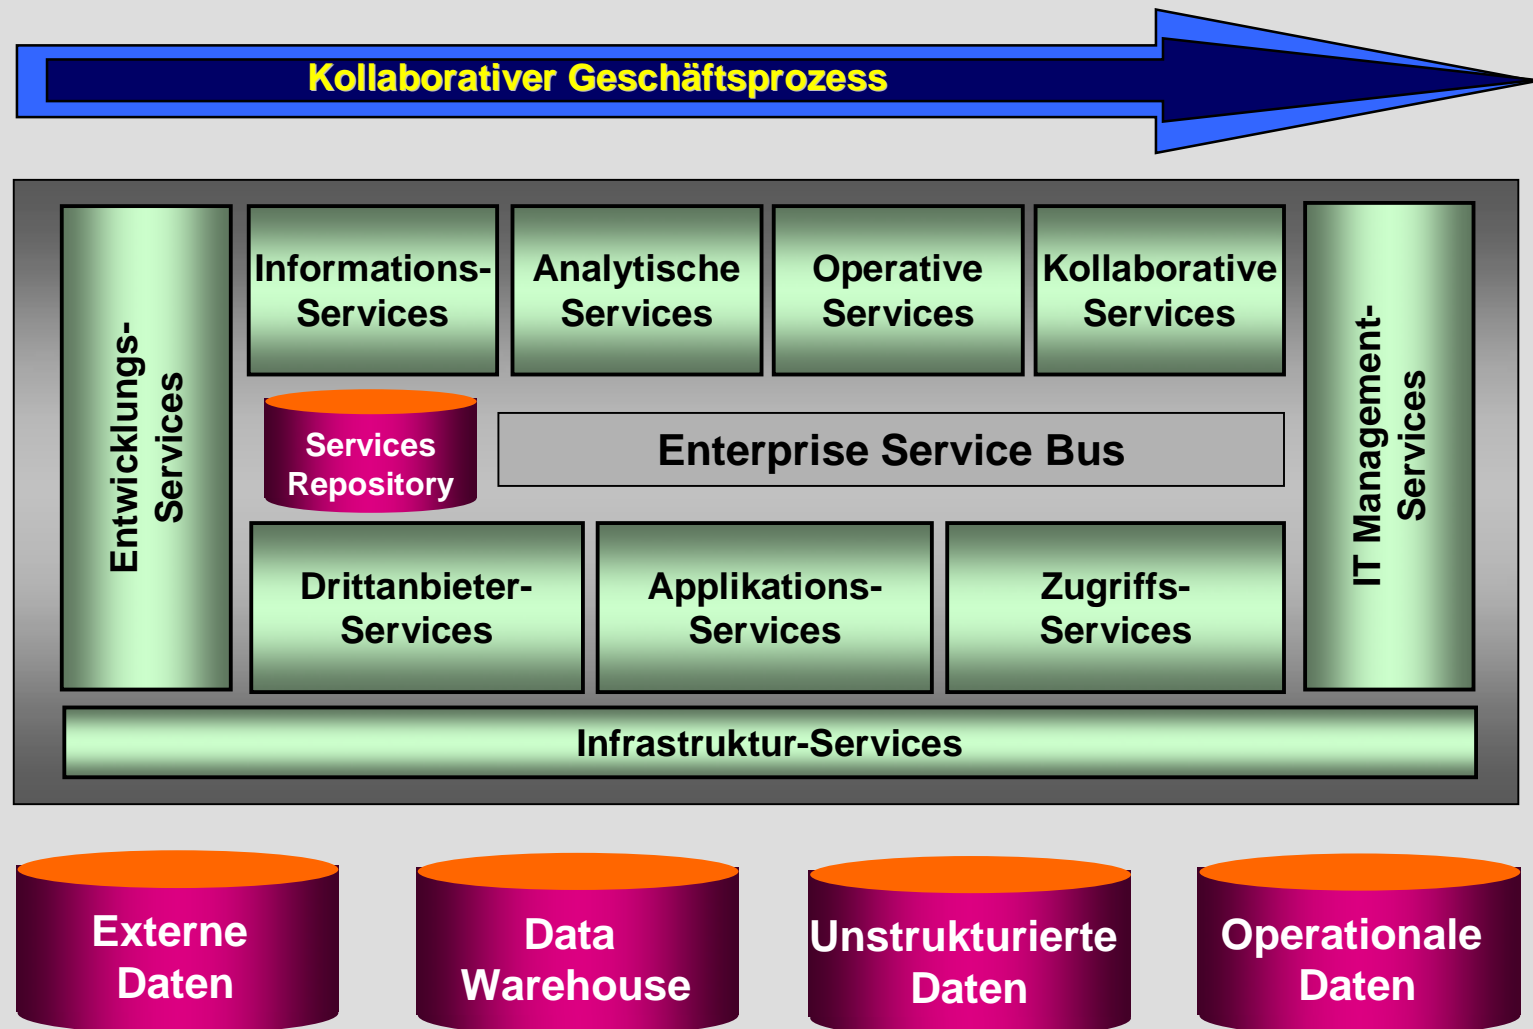 Kollaborativer Geschäftsprozess
Entwicklungs-
Services
Informations-
Services
Analytische
Services
Operative
Services
Kollaborative
Services
IT Management-
Services
Services
Repository
Enterprise Service Bus
Drittanbieter-
Services
Applikations-
Services
Zugriffs-
Services
Infrastruktur-Services
Externe
Daten
Data
Warehouse
Unstrukturierte
Daten
Operationale
Daten